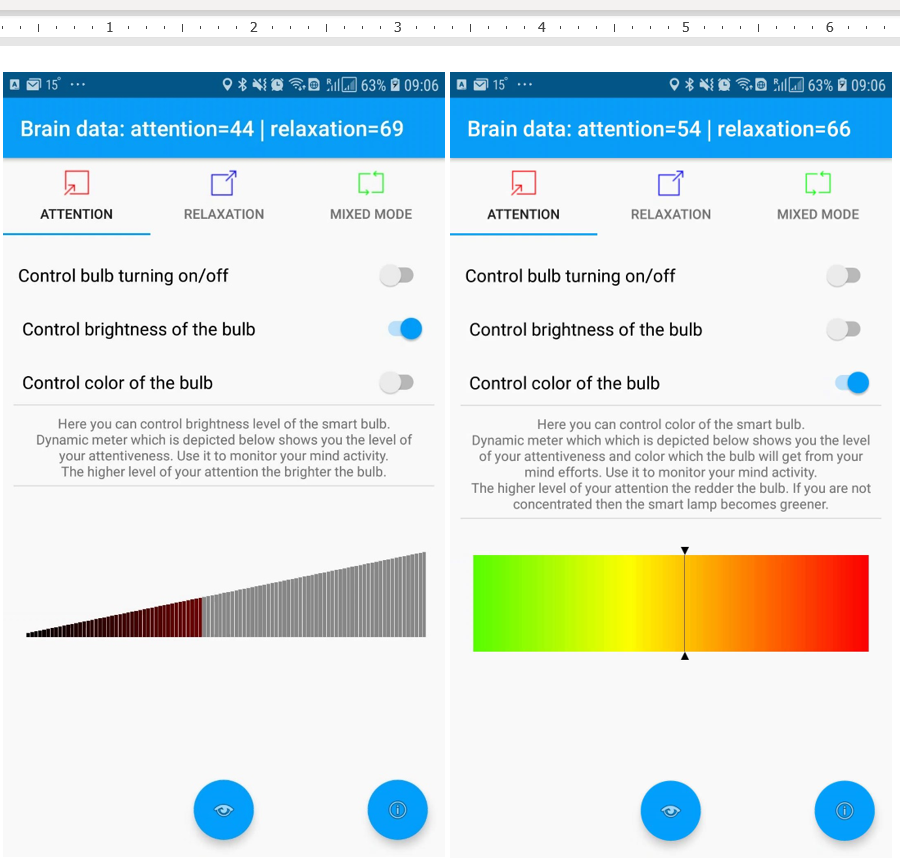 1 2 3 4 5 6
A 15° ··· 63% 09:06
Brain data: attention=44 | relaxation=69
ATTENTION RELAXATION MIXED MODE
Control bulb turning on/off
Control brightness of the bulb
Control color of the bulb
Here you can control brightness level of the smart bulb.
Dynamic meter which is depicted below shows you the level of
your attentiveness. Use it to monitor your mind activity.
The higher level of your attention the brighter the bulb.
A 15° ··· 63% 09:06
Brain data: attention=54 | relaxation=66
ATTENTION RELAXATION MIXED MODE
Control bulb turning on/off
Control brightness of the bulb
Control color of the bulb
Here you can control color of the smart bulb.
Dynamic meter which which is depicted below shows you the level
of your attentiveness and color which the bulb will get from your
mind efforts. Use it to monitor your mind activity.
The higher level of your attention the redder the bulb. If you are not
concentrated then the smart lamp becomes greener.